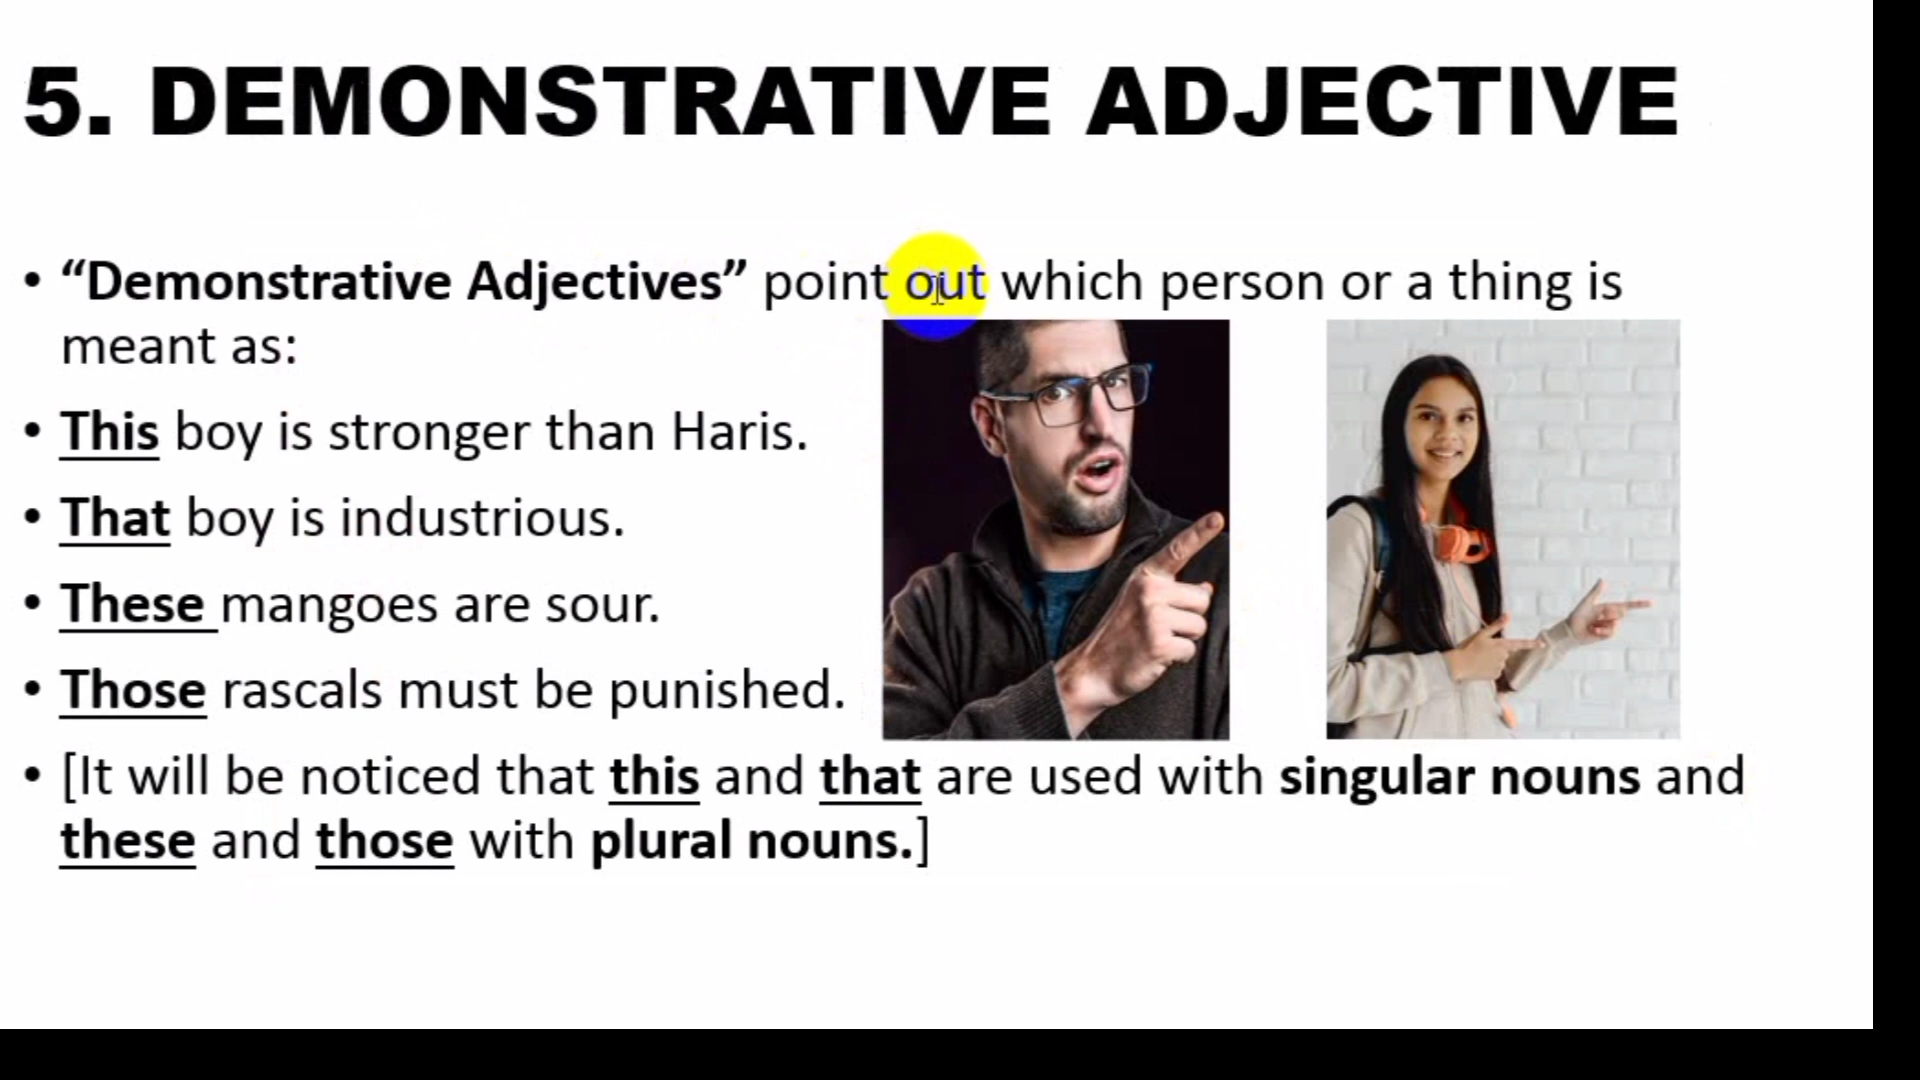 5. DEMONSTRATIVE ADJECTIVE
• “Demonstrative Adjectives” point out which person or a thing is
meant as:
• This boy is stronger than Haris.
• That boy is industrious.
• These mangoes are sour.
• Those rascals must be punished.
• [It will be noticed that this and that are used with singular nouns and
these and those with plural nouns.]